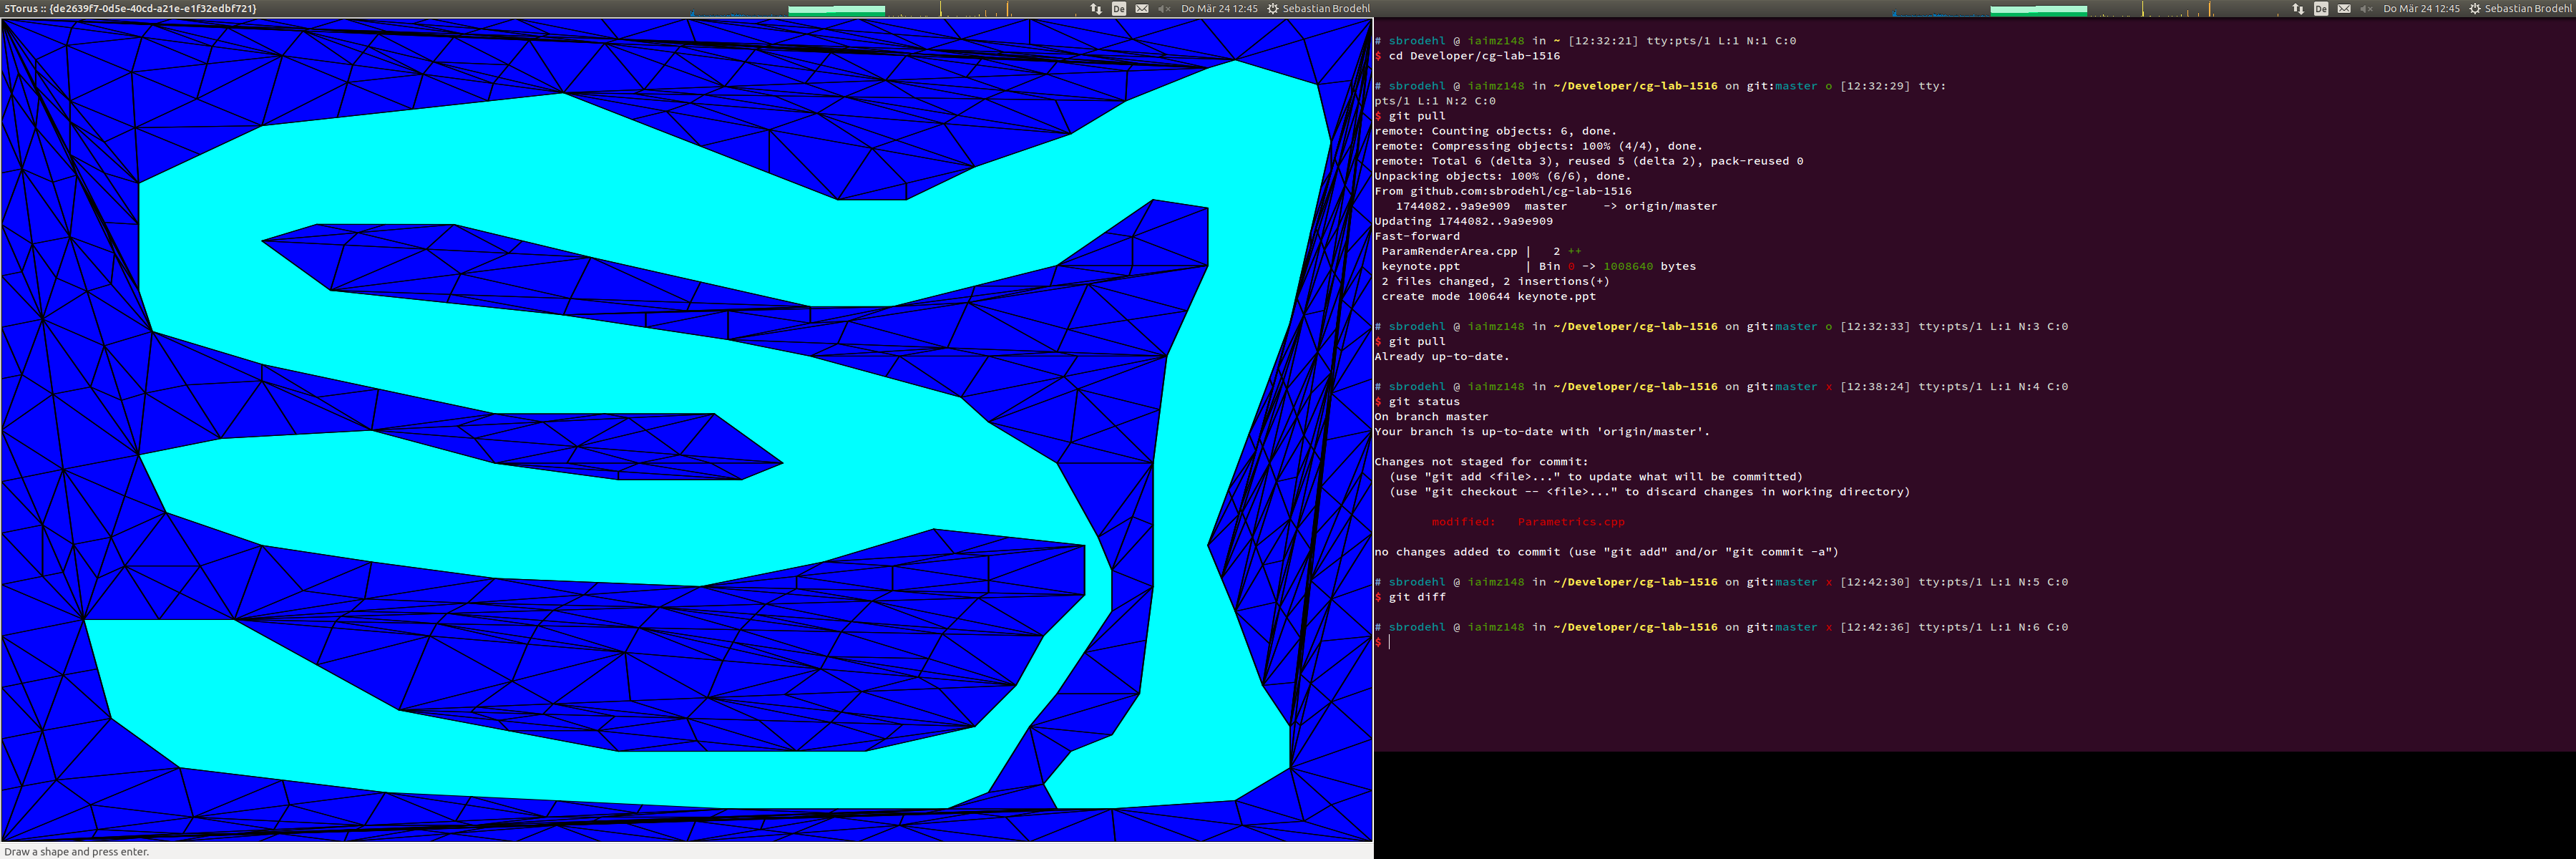 5Torus :: {de2639f7-0d5e-40cd-a21e-e1f32edbf721}
De Do Mär 24 12:45 Sebastian Brodehl
De Do Mär 24 12:45 Sebastian Brodehl
# sbrodehl @ iaimz148 in ~ [12:32:21] tty:pts/1 L:1 N:1 C:0
$ cd Developer/cg-lab-1516
# sbrodehl @ iaimz148 in ~/Developer/cg-lab-1516 on git:master o [12:32:29] tty:
pts/1 L:1 N:2 C:0
$ git pull
remote: Counting objects: 6, done.
remote: Compressing objects: 100% (4/4), done.
remote: Total 6 (delta 3), reused 5 (delta 2), pack-reused 0
Unpacking objects: 100% (6/6), done.
From github.com:sbrodehl/cg-lab-1516
   1744082..9a9e909  master     -> origin/master
Updating 1744082..9a9e909
Fast-forward
 ParamRenderArea.cpp |   2 ++
 keynote.ppt         | Bin 0 -> 1008640 bytes
 2 files changed, 2 insertions(+)
 create mode 100644 keynote.ppt
# sbrodehl @ iaimz148 in ~/Developer/cg-lab-1516 on git:master o [12:32:33] tty:pts/1 L:1 N:3 C:0
$ git pull
Already up-to-date.
# sbrodehl @ iaimz148 in ~/Developer/cg-lab-1516 on git:master x [12:38:24] tty:pts/1 L:1 N:4 C:0
$ git status
On branch master
Your branch is up-to-date with 'origin/master'.
Changes not staged for commit:
  (use "git add <file>..." to update what will be committed)
  (use "git checkout -- <file>..." to discard changes in working directory)
        modified:   Parametrics.cpp
no changes added to commit (use "git add" and/or "git commit -a")
# sbrodehl @ iaimz148 in ~/Developer/cg-lab-1516 on git:master x [12:42:30] tty:pts/1 L:1 N:5 C:0
$ git diff
# sbrodehl @ iaimz148 in ~/Developer/cg-lab-1516 on git:master x [12:42:36] tty:pts/1 L:1 N:6 C:0
$
Draw a shape and press enter.